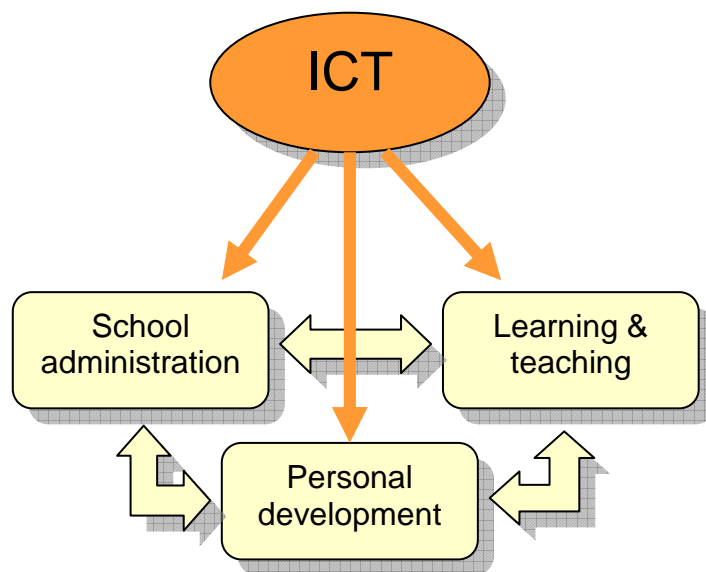 ICT
School
administration
Learning &
teaching
Personal
development